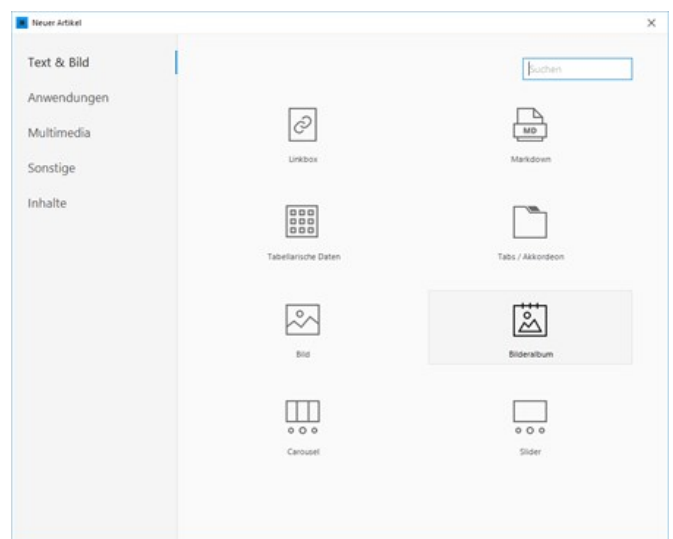 Neuer Artikel
Text & Bild
Anwendungen
Multimedia
Sonstige
Inhalte
Suchen
Linkbox
MD
Markdown
Tabellarische Daten
Tabs / Akkordeon
Bild
Bilderalbum
Carousel
Slider